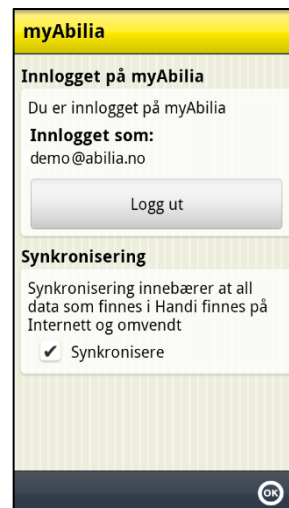 myAbilia
Innlogget på myAbilia
Du er innlogget på myAbilia
Innlogget som:
demo@abilia.no
Logg ut
Synkronisering
Synkronisering innebærer at all
data som finnes i Handi finnes på
Internett og omvendt
Synkronisere
OK